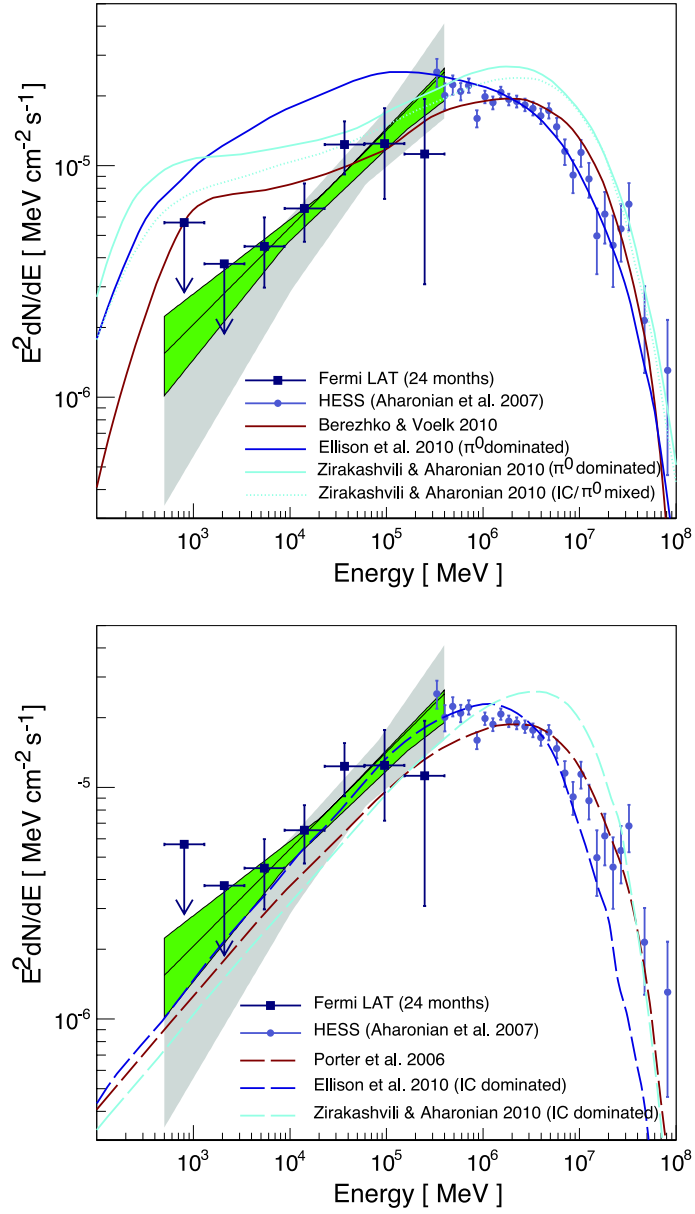 E²dN/dE [ MeV cm⁻² s⁻¹ ]
10⁻⁵
10⁻⁶
Fermi LAT (24 months)
HESS (Aharonian et al. 2007)
Berezhko & Voelk 2010
Ellison et al. 2010 (π⁰dominated)
Zirakashvili & Aharonian 2010 (π⁰ dominated)
Zirakashvili & Aharonian 2010 (IC/π⁰ mixed)
10³ 10⁴ 10⁵ 10⁶ 10⁷ 10⁸
Energy [ MeV ]
E²dN/dE [ MeV cm⁻² s⁻¹ ]
-5
10⁻⁶
Fermi LAT (24 months)
HESS (Aharonian et al. 2007)
Porter et al. 2006
Ellison et al. 2010 (IC dominated)
Zirakashvili & Aharonian 2010 (IC dominated)
10³ 10⁴ 10⁵ 10⁶ 10⁷ 10⁸
Energy [ MeV ]